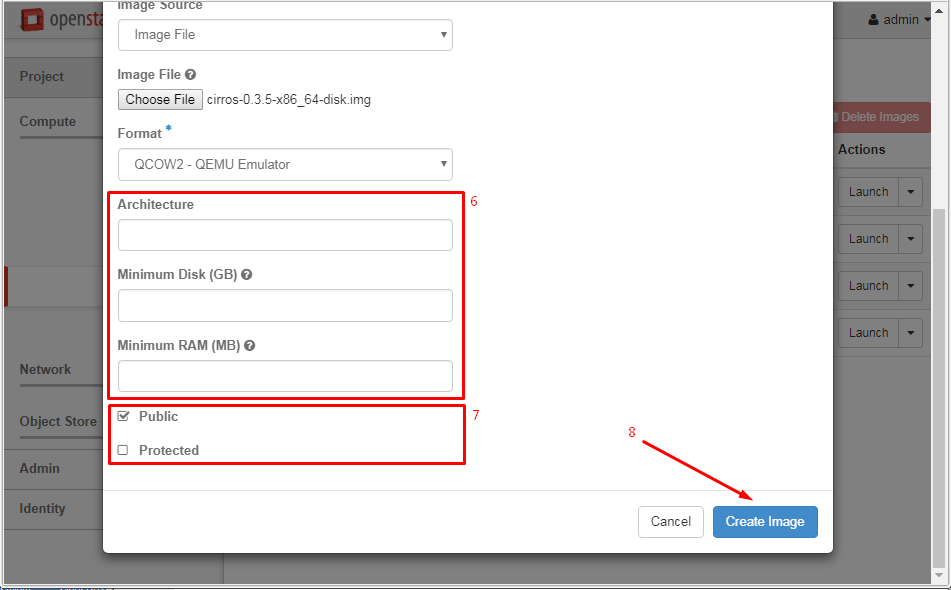 Image Source
opensta
admin
Image File
Project
Image File
Choose File cirros-0.3.5-x86_64-disk.img
Delete Images
Compute
Format *
Actions
QCOW2 - QEMU Emulator
Launch
Architecture
6
Launch
Minimum Disk (GB)
Launch
Launch
Minimum RAM (MB)
Network
Public
7
Object Store
8
Protected
Admin
Identity
Cancel
Create Image